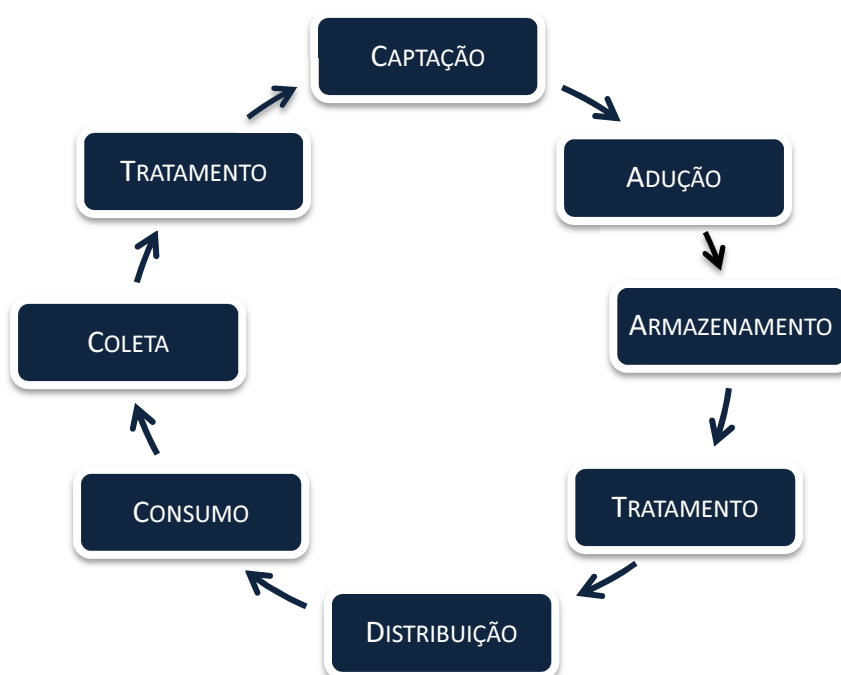 CAPTAÇÃO
ADUÇÃO
ARMAZENAMENTO
TRATAMENTO
DISTRIBUIÇÃO
CONSUMO
COLETA
TRATAMENTO